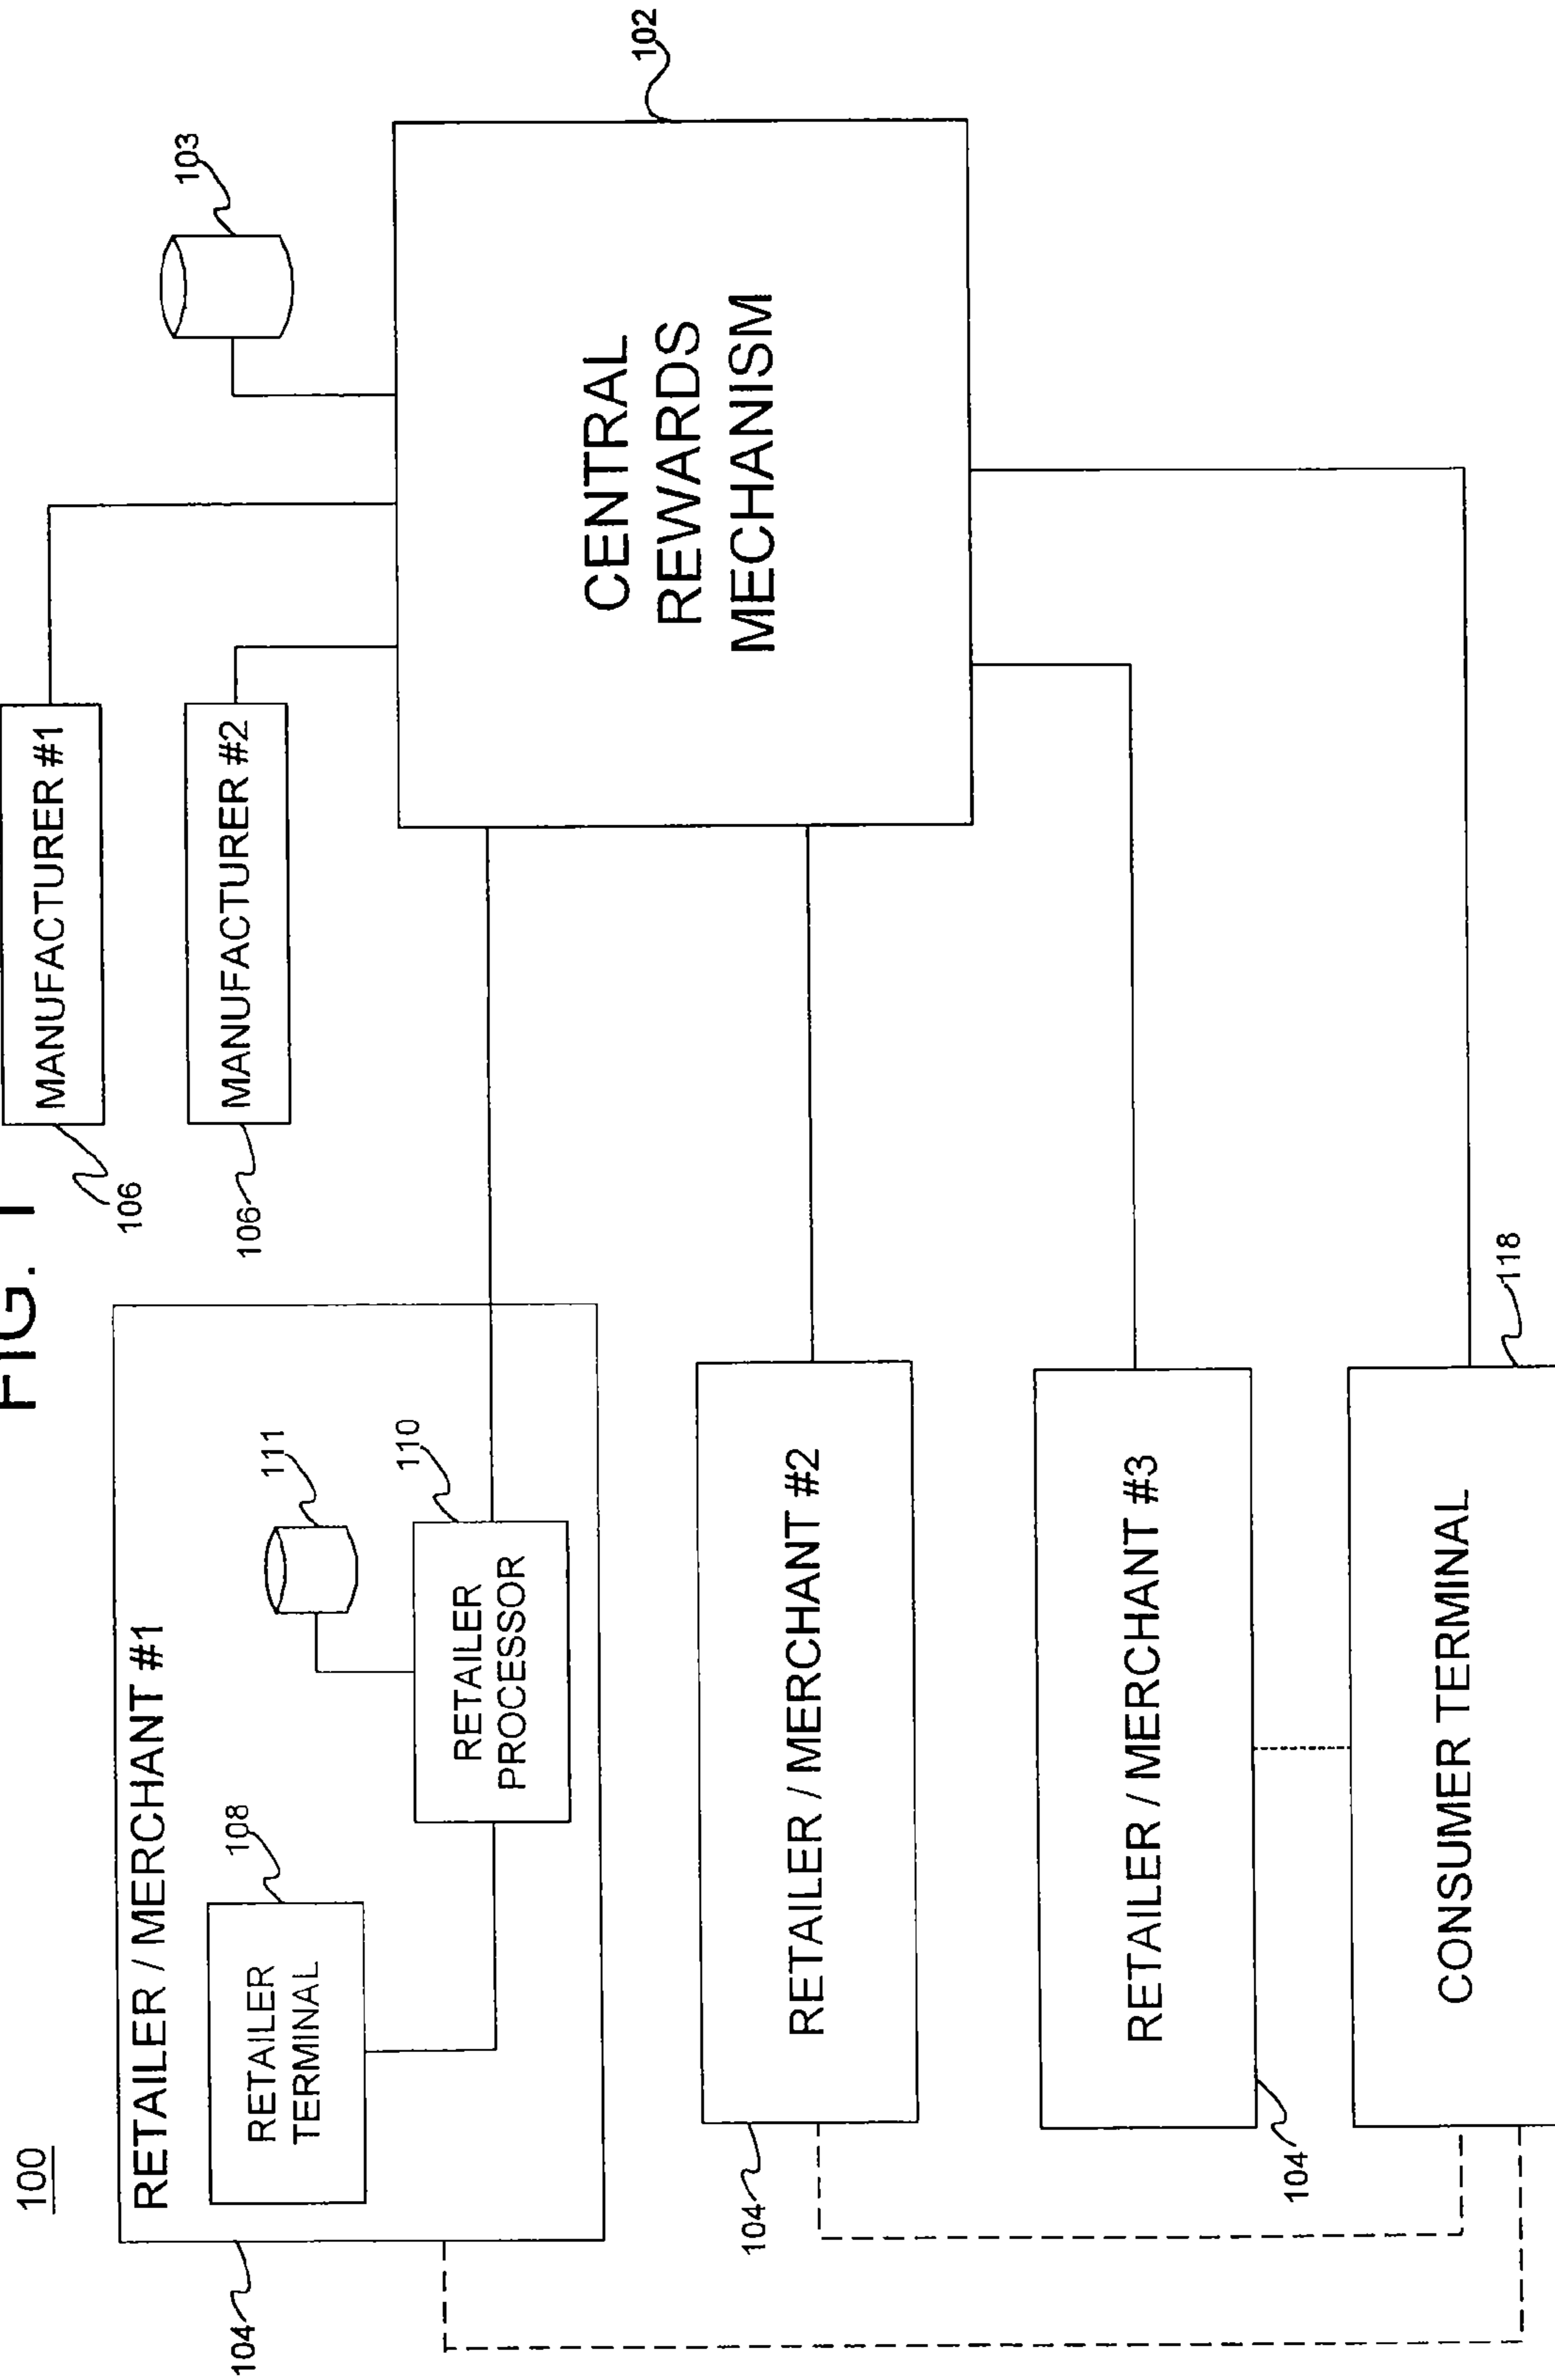 FIG. 1
100
RETAILER / MERCHANT #1
104
RETAILER
TERMINAL
108
111
RETAILER
PROCESSOR
110
MANUFACTURER #1
106
MANUFACTURER #2
106
103
CENTRAL
REWARDS
MECHANISM
102
RETAILER / MERCHANT #2
104
RETAILER / MERCHANT #3
104
CONSUMER TERMINAL
118